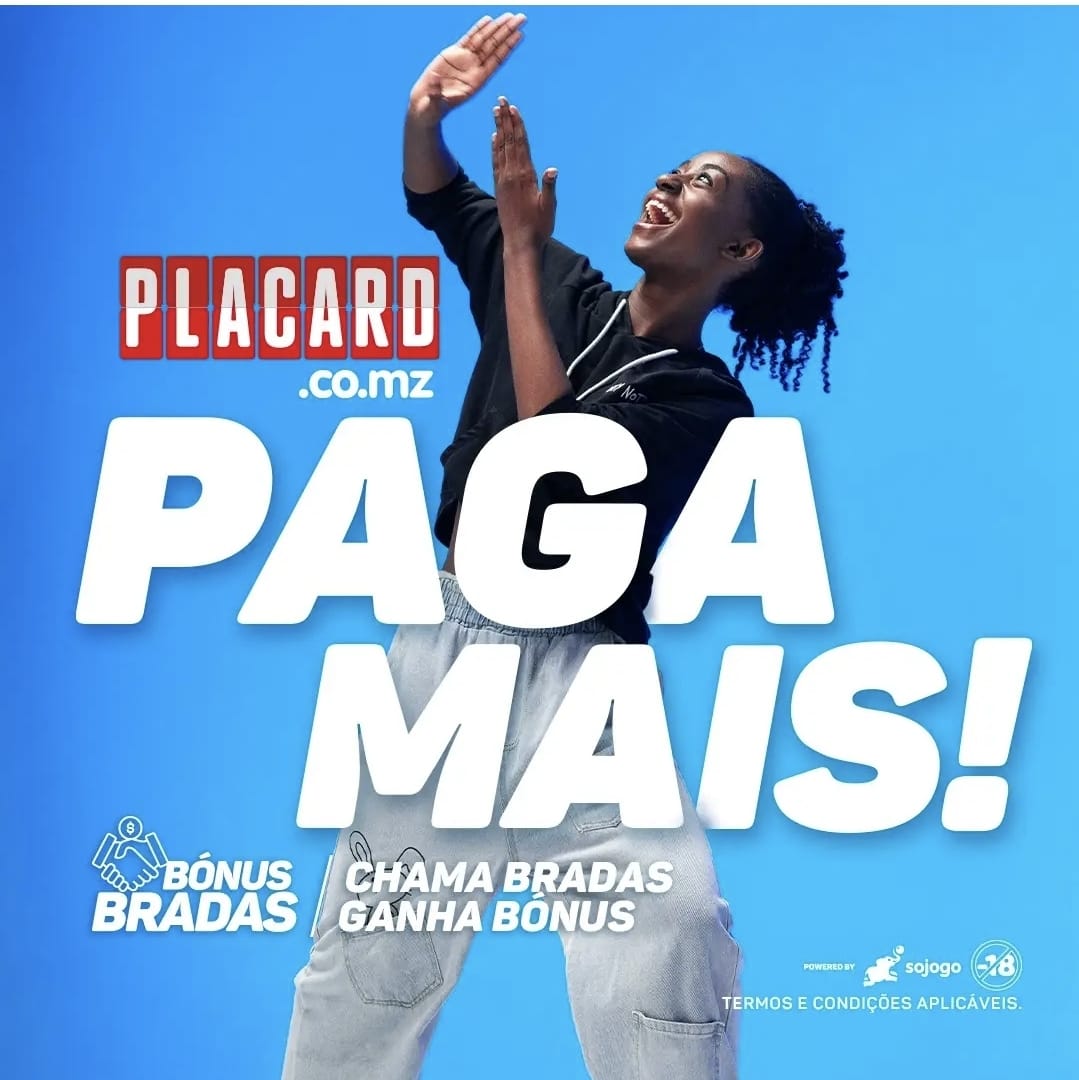 PLACARD
.co.mz
PAGA
MAIS!
BÓNUS
BRADAS
CHAMA BRADAS
GANHA BÓNUS
POWERED BY sojogo -18
TERMOS E CONDIÇÕES APLICÁVEIS.